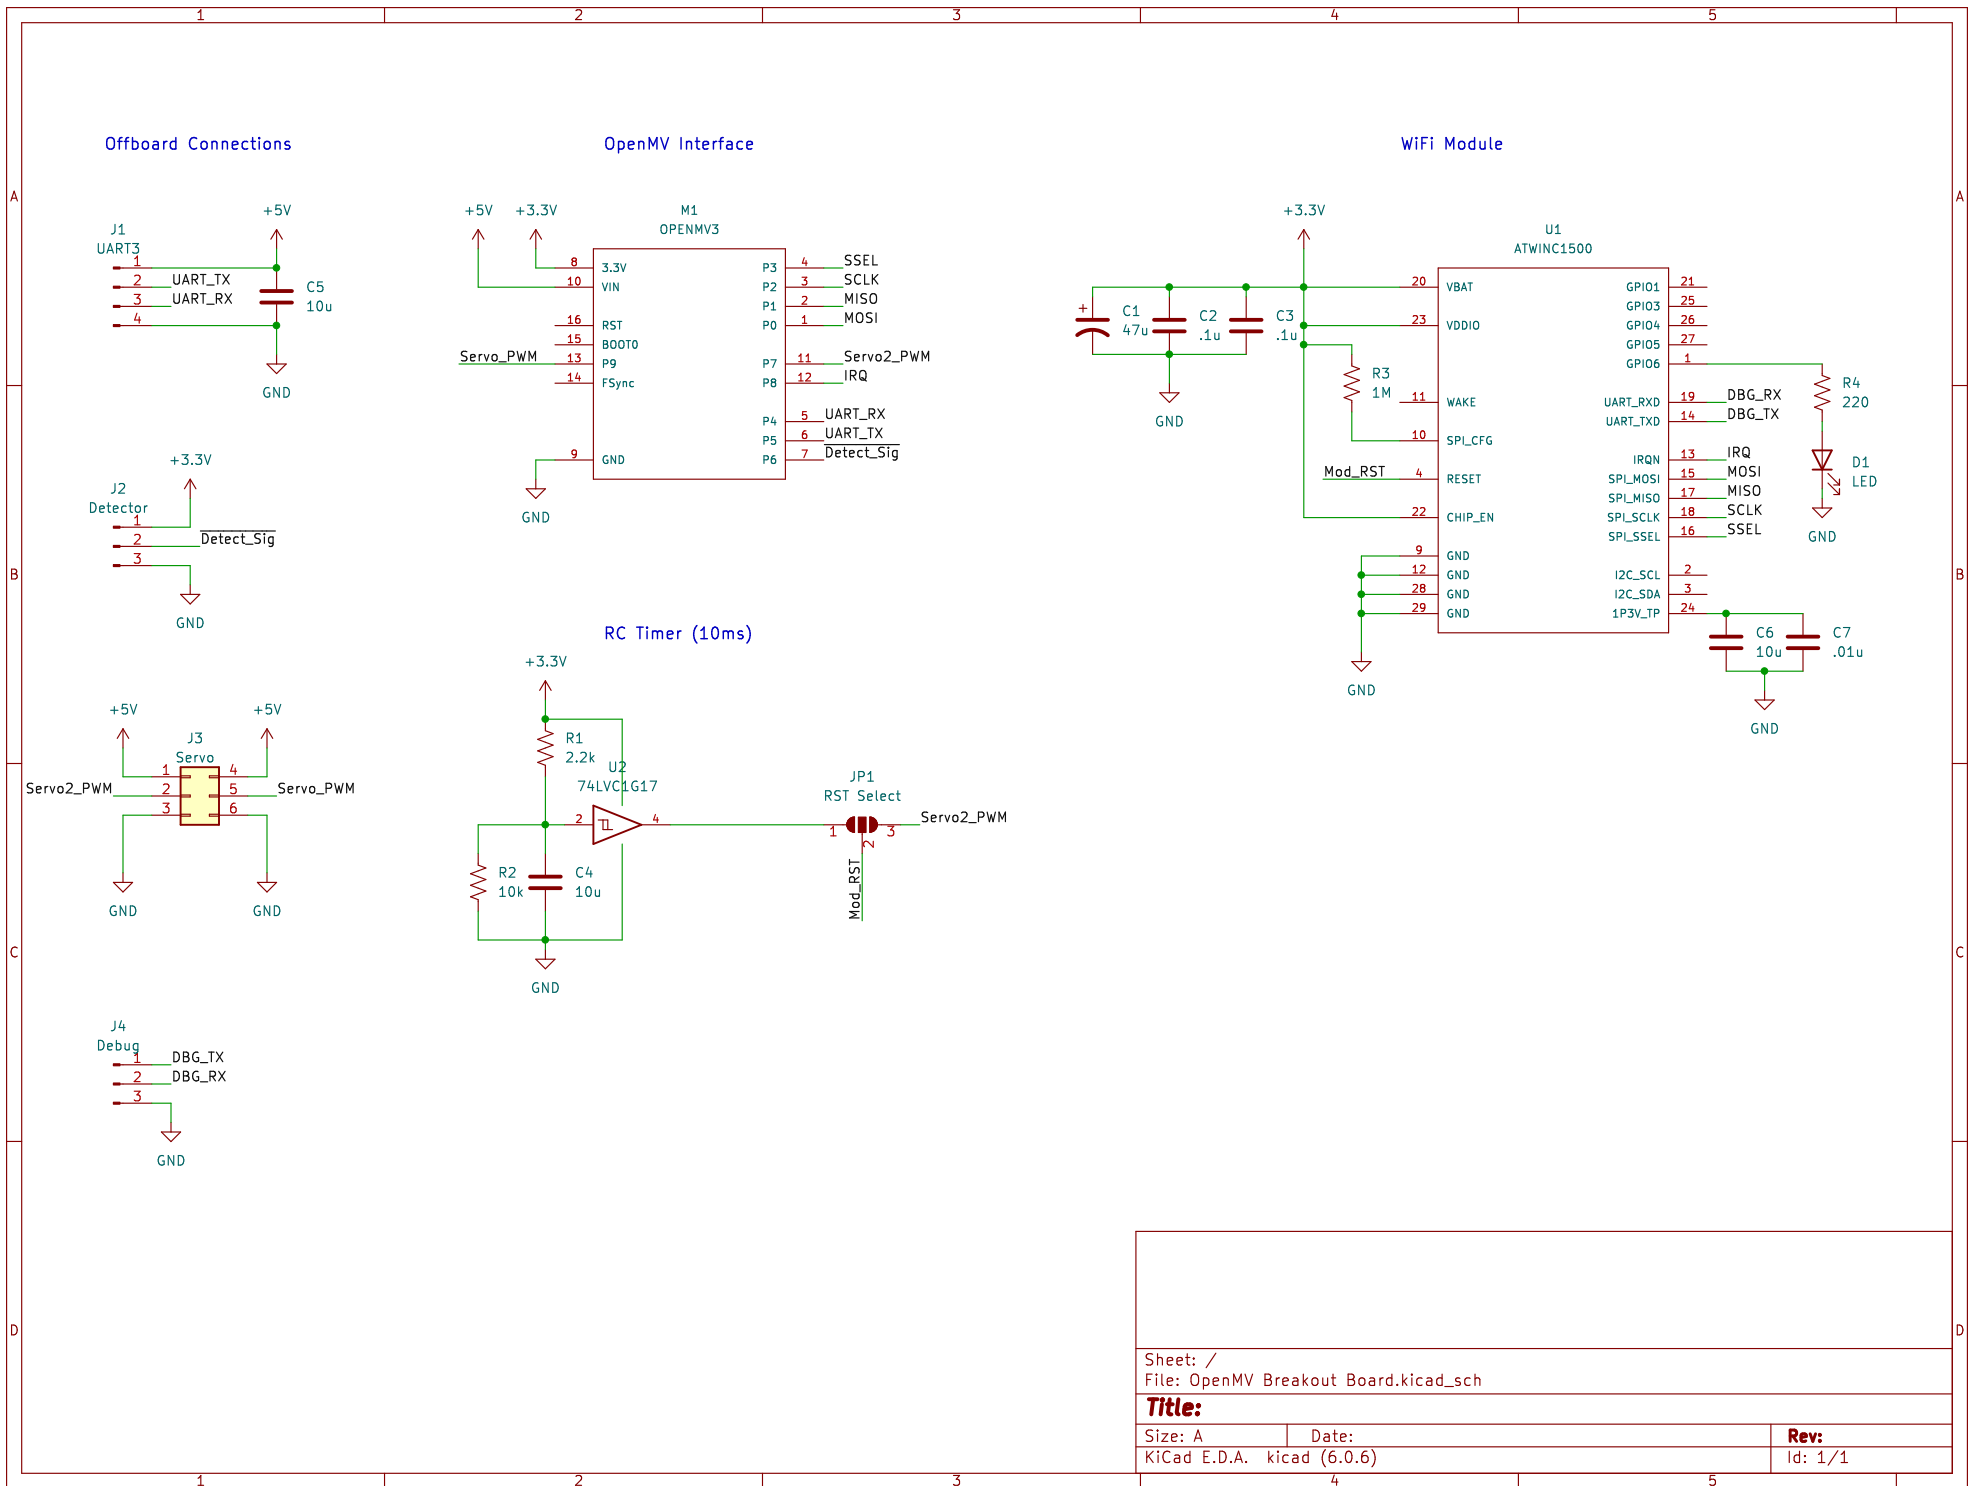 1 2 3 4 5
A A
B B
C C
D D
Offboard Connections
J1
UART3
1
2 UART_TX
3 UART_RX
4
+5V
C5
10u
GND
J2
Detector
+3.3V
1
2 Detect_Sig
3
GND
+5V +5V
J3
Servo
1 4
Servo2_PWM 2 5 Servo_PWM
3 6
GND GND
J4
Debug
1 DBG_TX
2 DBG_RX
3
GND
OpenMV Interface
+5V +3.3V
M1
OPENMV3
8 3.3V P3 4 SSEL
10 VIN P2 3 SCLK
P1 2 MISO
16 RST P0 1 MOSI
15 BOOT0
Servo_PWM 13 P9 P7 11 Servo2_PWM
14 FSync P8 12 IRQ
P4 5 UART_RX
P5 6 UART_TX
9 GND P6 7 Detect_Sig
GND
RC Timer (10ms)
+3.3V
R1
2.2k
U2
74LVC1G17
2 4
R2
10k
C4
10u
GND
JP1
RST Select
1 3 Servo2_PWM
2
Mod_RST
WiFi Module
+3.3V
U1
ATWINC1500
C1
47u
C2
.1u
C3
.1u
GND
R3
1M
20 VBAT GPIO1 21
GPIO3 25
23 VDDIO GPIO4 26
GPIO5 27
GPIO6 1
11 WAKE UART_RXD 19 DBG_RX
UART_TXD 14 DBG_TX
10 SPI_CFG
IRQN 13 IRQ
Mod_RST 4 RESET SPI_MOSI 15 MOSI
SPI_MISO 17 MISO
22 CHIP_EN SPI_SCLK 18 SCLK
SPI_SSEL 16 SSEL
9 GND
12 GND I2C_SCL 2
28 GND I2C_SDA 3
29 GND 1P3V_TP 24
GND
R4
220
D1
LED
GND
C6
10u
C7
.01u
GND
Sheet: /
File: OpenMV Breakout Board.kicad_sch
Title:
Size: A Date: Rev:
KiCad E.D.A. kicad (6.0.6) Id: 1/1
1 2 3 4 5